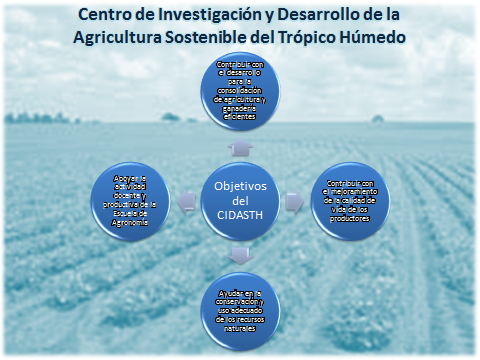 Centro de Investigación y Desarrollo de la
Agricultura Sostenible del Trópico Húmedo
Contribuir con
el desarrollo
para la
consolidación
de agricultura y
ganadería
eficientes
Apoyar la
actividad
docente y
productiva de la
Escuela de
Agronomía
Objetivos
del
CIDASTH
Contribuir con
el mejoramiento
de la calidad de
vida de los
productores
Ayudar en la
conservación y
uso adecuado
de los recursos
naturales